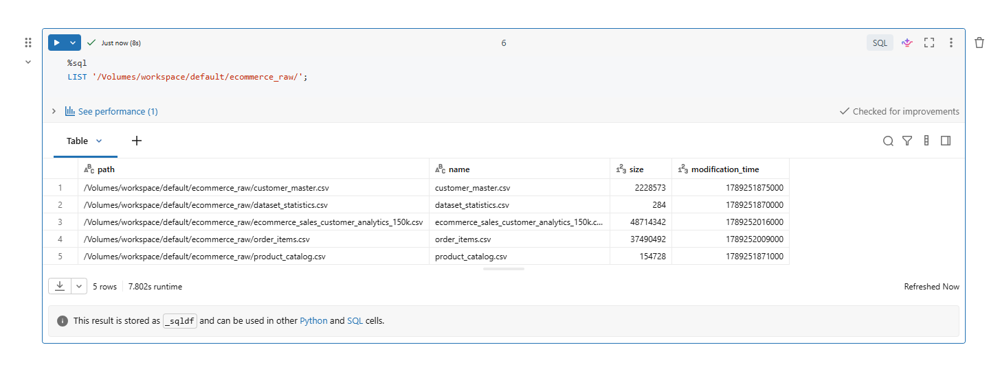 Just now (8s)
6
SQL
%sql
LIST '/Volumes/workspace/default/ecommerce_raw/';
See performance (1)
Checked for improvements
Table
path name size modification_time
1 /Volumes/workspace/default/ecommerce_raw/customer_master.csv customer_master.csv 2228573 1789251875000
2 /Volumes/workspace/default/ecommerce_raw/dataset_statistics.csv dataset_statistics.csv 284 1789251870000
3 /Volumes/workspace/default/ecommerce_raw/ecommerce_sales_customer_analytics_150k.csv ecommerce_sales_customer_analytics_150k.c... 48714342 1789252016000
4 /Volumes/workspace/default/ecommerce_raw/order_items.csv order_items.csv 37490492 1789252009000
5 /Volumes/workspace/default/ecommerce_raw/product_catalog.csv product_catalog.csv 154728 1789251871000
5 rows 7.802s runtime
Refreshed Now
This result is stored as _sqldf and can be used in other Python and SQL cells.